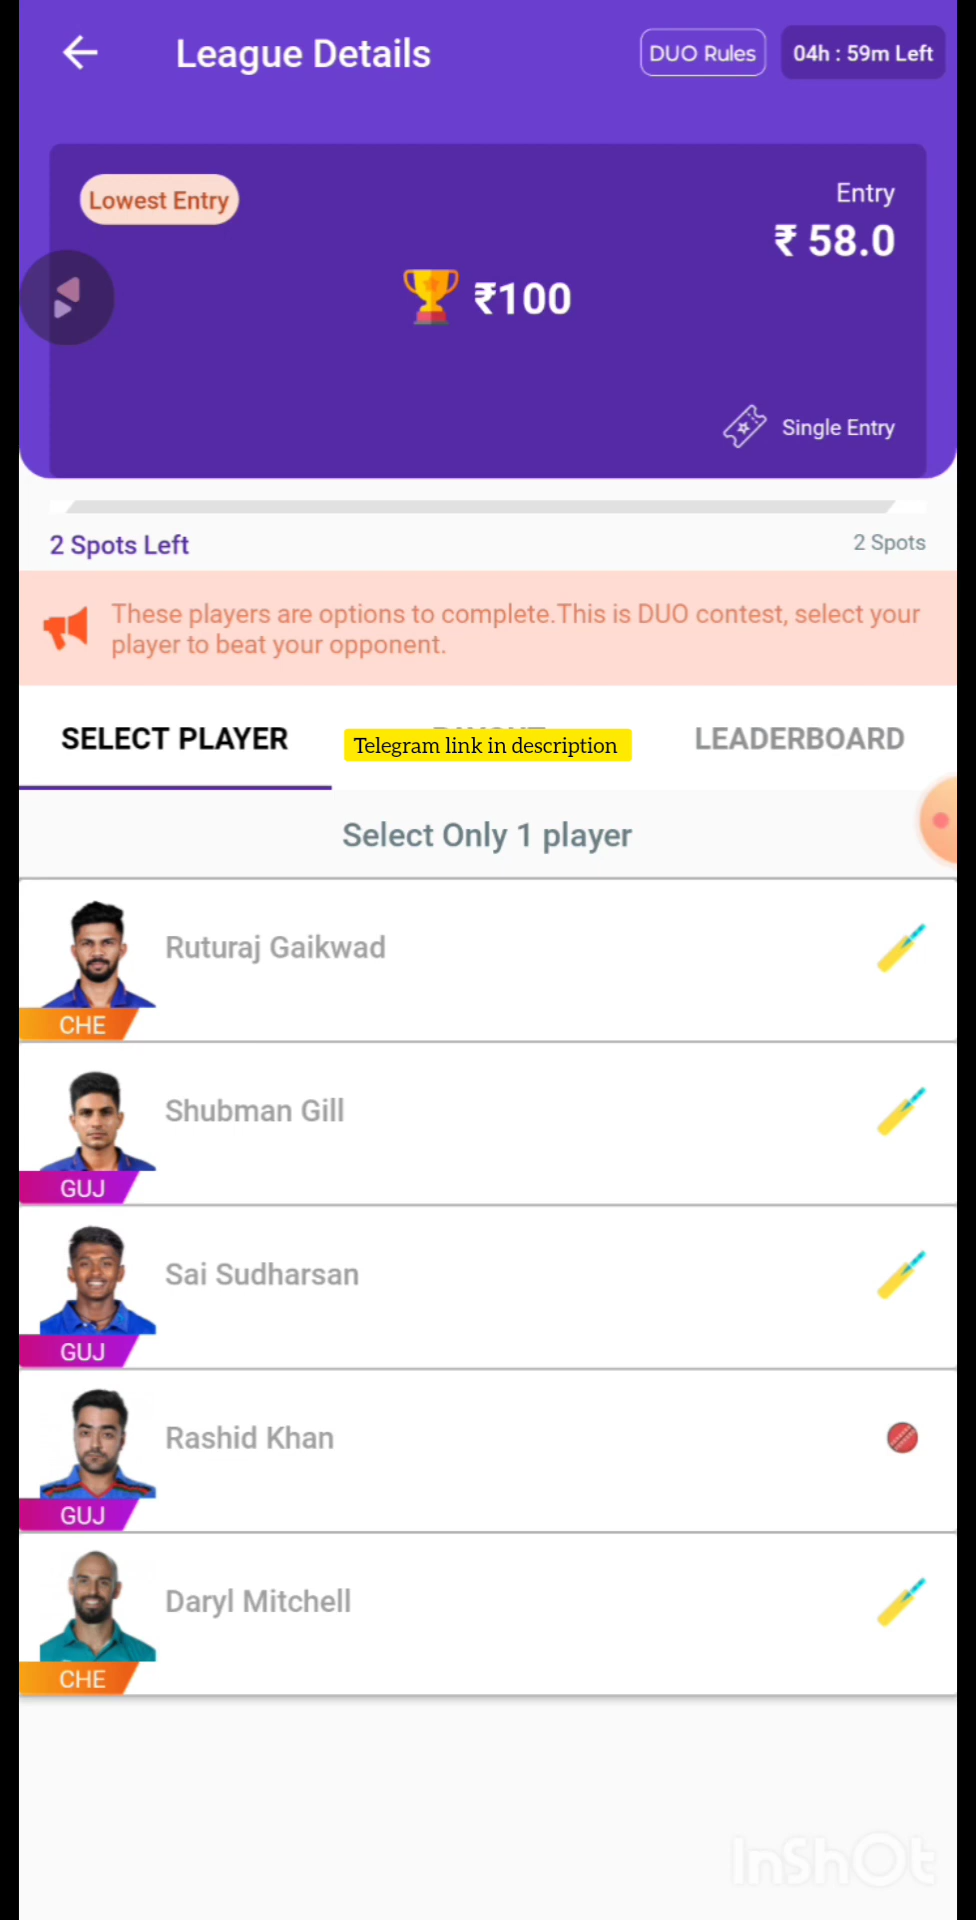 League Details
DUO Rules
04h : 59m Left
Lowest Entry
Entry
₹ 58.0
₹100
Single Entry
2 Spots Left
2 Spots
These players are options to complete.This is DUO contest, select your
player to beat your opponent.
SELECT PLAYER
Telegram link in description
LEADERBOARD
Select Only 1 player
Ruturaj Gaikwad
CHE
Shubman Gill
GUJ
Sai Sudharsan
GUJ
Rashid Khan
GUJ
Daryl Mitchell
CHE
InShOt